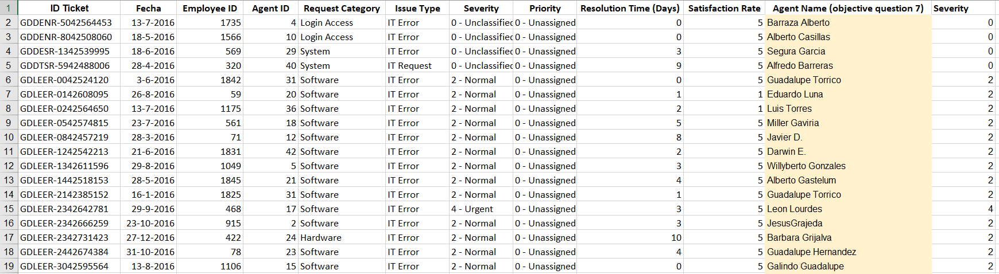 1 ID Ticket Fecha Employee ID Agent ID Request Category Issue Type Severity Priority Resolution Time (Days) Satisfaction Rate Agent Name (objective question 7) Severity
2 GDDENR-5042564453 13-7-2016 1735 4 Login Access IT Error 0 - Unclassified 0 - Unassigned 0 5 Barraza Alberto 0
3 GDDENR-8042508060 18-5-2016 1566 10 Login Access IT Error 0 - Unclassified 0 - Unassigned 0 5 Alberto Casillas 0
4 GDDESR-1342539995 18-6-2016 569 29 System IT Error 0 - Unclassified 0 - Unassigned 3 5 Segura Garcia 0
5 GDDTSR-5942488006 28-4-2016 320 40 System IT Request 0 - Unclassified 0 - Unassigned 9 5 Alfredo Barreras 0
6 GDLEER-0042524120 3-6-2016 1842 31 Software IT Error 2 - Normal 0 - Unassigned 0 5 Guadalupe Torrico 2
7 GDLEER-0142608095 26-8-2016 59 20 Software IT Error 2 - Normal 0 - Unassigned 1 1 Eduardo Luna 2
8 GDLEER-0242564650 13-7-2016 1175 36 Software IT Error 2 - Normal 0 - Unassigned 2 1 Luis Torres 2
9 GDLEER-0542574815 23-7-2016 561 18 Software IT Error 2 - Normal 0 - Unassigned 5 5 Miller Gaviria 2
10 GDLEER-0842457219 28-3-2016 71 12 Software IT Error 2 - Normal 0 - Unassigned 8 5 Javier D. 2
11 GDLEER-1242542213 21-6-2016 1831 42 Software IT Error 2 - Normal 0 - Unassigned 2 5 Darwin E. 2
12 GDLEER-1342611596 29-8-2016 1049 5 Software IT Error 2 - Normal 0 - Unassigned 3 5 Willyberto Gonzales 2
13 GDLEER-1442518153 28-5-2016 1845 21 Software IT Error 2 - Normal 0 - Unassigned 4 5 Alberto Gastelum 2
14 GDLEER-2142385152 16-1-2016 1825 31 Software IT Error 2 - Normal 0 - Unassigned 1 5 Guadalupe Torrico 2
15 GDLEER-2342642781 29-9-2016 468 17 Software IT Error 4 - Urgent 0 - Unassigned 3 5 Leon Lourdes 4
16 GDLEER-2342666259 23-10-2016 915 2 Software IT Error 2 - Normal 0 - Unassigned 3 5 JesusGrajeda 2
17 GDLEER-2342731423 27-12-2016 422 24 Hardware IT Error 2 - Normal 0 - Unassigned 10 5 Barbara Grijalva 2
18 GDLEER-2442674384 31-10-2016 78 23 Software IT Error 2 - Normal 0 - Unassigned 4 5 Guadalupe Hernandez 2
19 GDLEER-3042595564 13-8-2016 1106 15 Software IT Error 2 - Normal 0 - Unassigned 0 5 Galindo Guadalupe 2